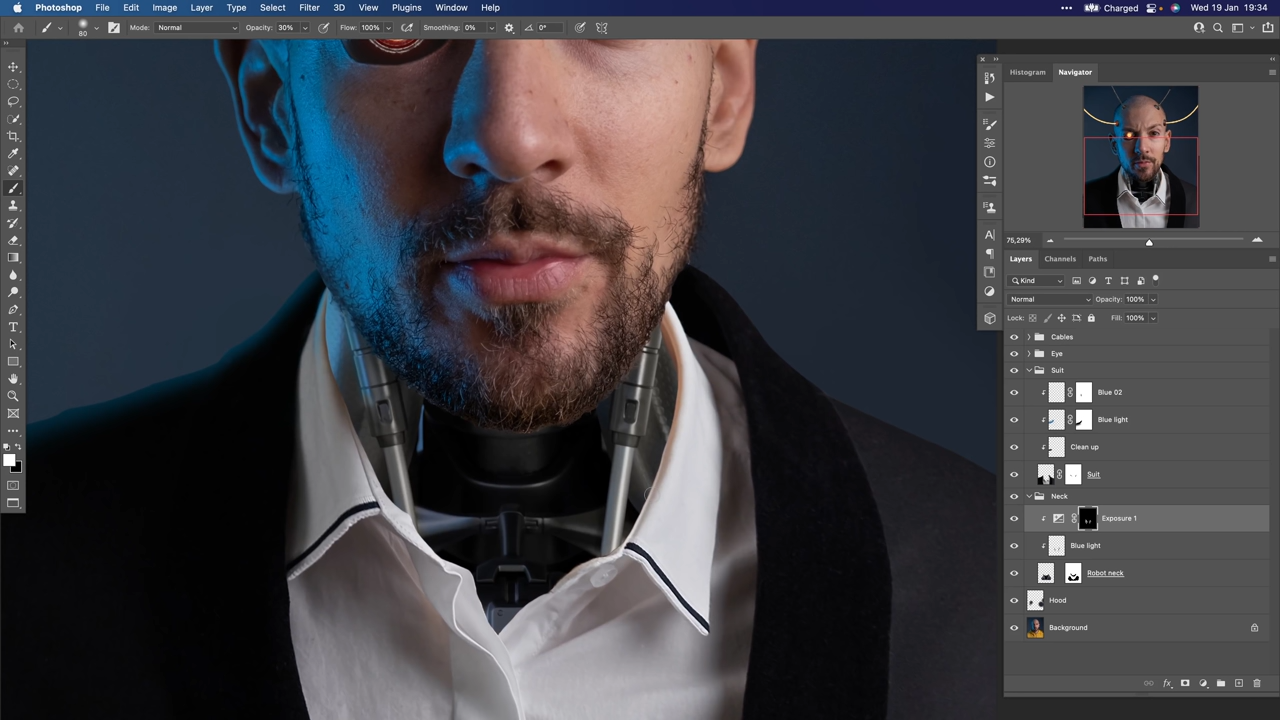 Photoshop File Edit Image Layer Type Select Filter 3D View Plugins Window Help Charged Wed 19 Jan 19:34
80 Mode: Normal Opacity: 30% Flow: 100% Smoothing: 0% 0°
Histogram Navigator
75,29%
Layers Channels Paths
Kind
Normal Opacity: 100%
Lock: Fill: 100%
Cables
Eye
Suit
Blue 02
Blue light
Clean up
Suit
Neck
Exposure 1
Blue light
Robot neck
Hood
Background